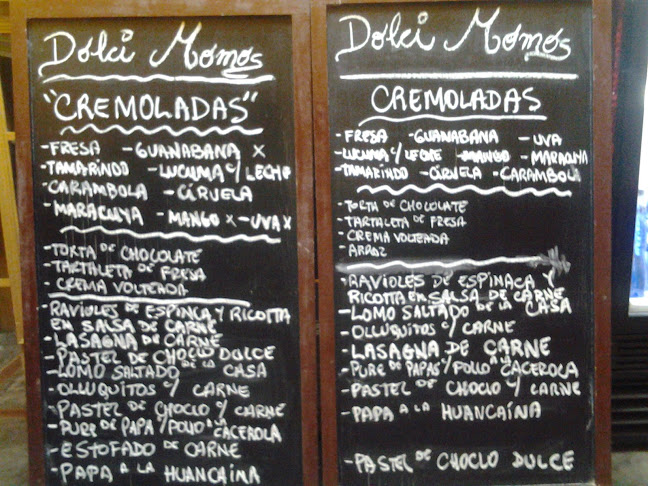 Dolci Momos
"CREMOLADAS"
-FRESA -GUANABANA X
-TAMARINDO -LUCUMA Y LECHE
-CARAMBOLA -CIRUELA
-MARACUYA -MANGO X -UVA X
-TORTA DE CHOCOLATE
-TARTALETA DE FRESA
-CREMA VOLTEADA
-RAVIOLES DE ESPINCA Y RICOTTA
EN SALSA DE CARNE
-LASAGNA DE CARNE
-PASTEL DE CHOCLO DULCE
-LOMO SALTADO DE LA CASA
-OLLUQUITOS C/ CARNE
-PASTEL DE CHOCLO Y CARNE
-PURE DE PAPA Y POLLO A LA CACEROLA
-ESTOFADO DE CARNE
-PAPA A LA HUANCAINA
Dolci Momos
CREMOLADAS
-FRESA -GUANABANA -UVA
-LUCUMA Y LECHE -MANGO -MARACUYA
-TAMARINDO -CIRUELA -CARAMBOLA
-TORTA DE CHOCOLATE
-TARTALETA DE FRESA
-CREMA VOLTEADA
-ARROZ
-RAVIOLES DE ESPINACA Y
RICOTTA EN SALSA DE CARNE
-LOMO SALTADO DE LA CASA
-OLLUQUITOS C/ CARNE
-LASAGNA DE CARNE
-PURE DE PAPAS Y POLLO A LA CACEROLA
-PASTEL DE CHOCLO Y CARNE
-PAPA A LA HUANCAÍNA
-PASTEL DE CHOCLO DULCE